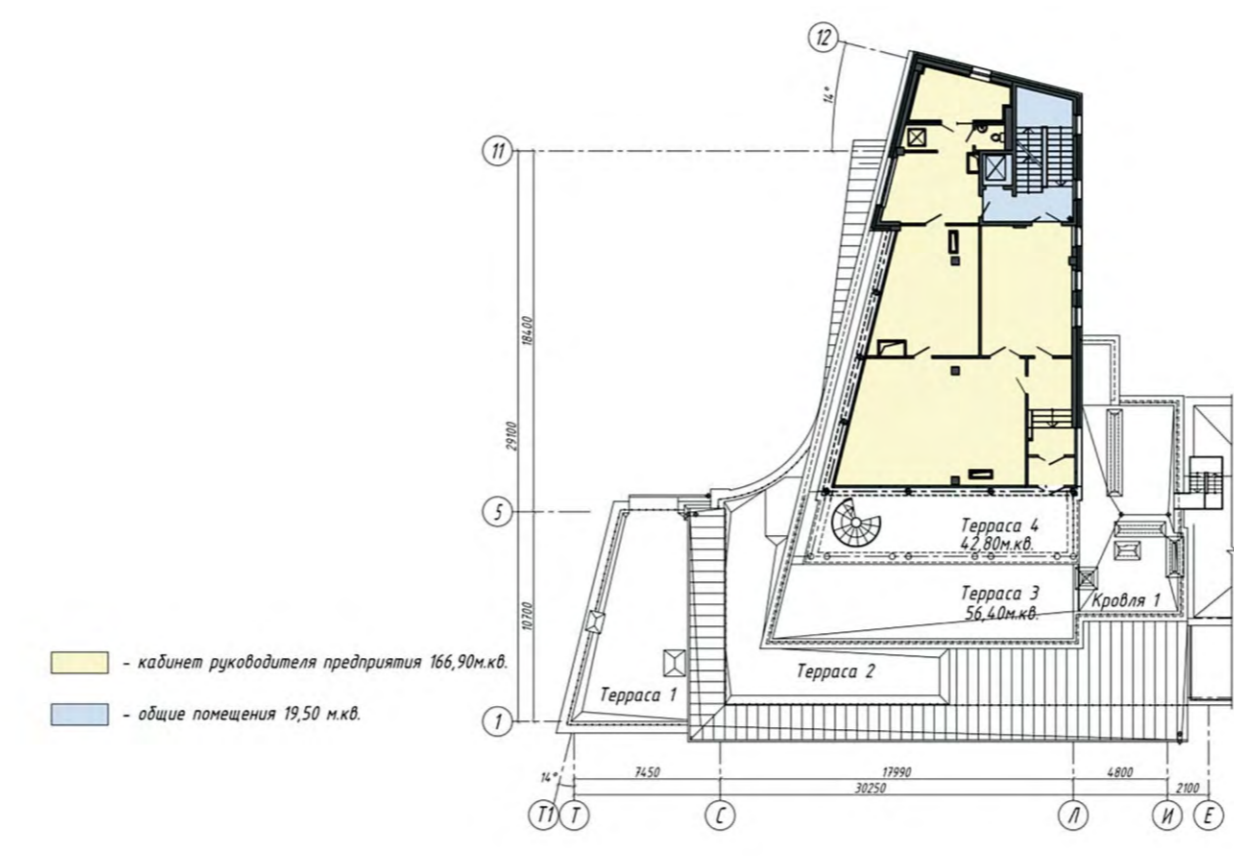 12
14°
11
18400
29100
5
Терраса 4
42,80м.кв.
Терраса 3
56,40м.кв.
Кровля 1
10700
- кабинет руководителя предприятия 166,90м.кв.
Терраса 2
Терраса 1
- общие помещения 19,50 м.кв.
1
14°
7450
17990
4800
30250
2100
Т1
Т
С
Л
И
Е